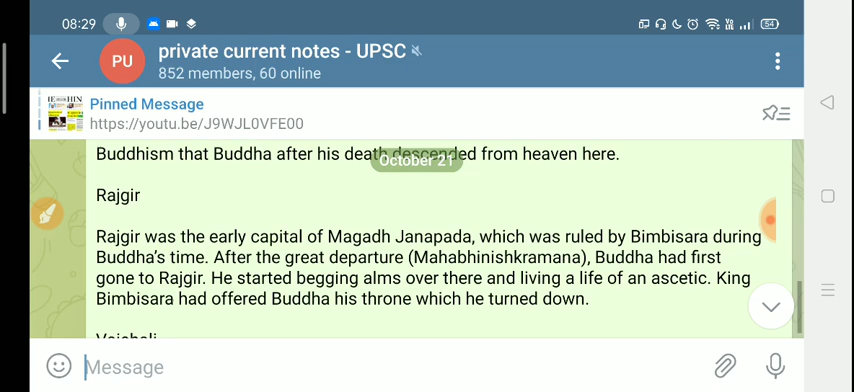 08:29
54
PU
private current notes - UPSC
852 members, 60 online
Pinned Message
https://youtu.be/J9WJL0VFE00
Buddhism that Buddha after his death descended from heaven here.
October 21
Rajgir
Rajgir was the early capital of Magadh Janapada, which was ruled by Bimbisara during
Buddha's time. After the great departure (Mahabhinishkramana), Buddha had first
gone to Rajgir. He started begging alms over there and living a life of an ascetic. King
Bimbisara had offered Buddha his throne which he turned down.
Message